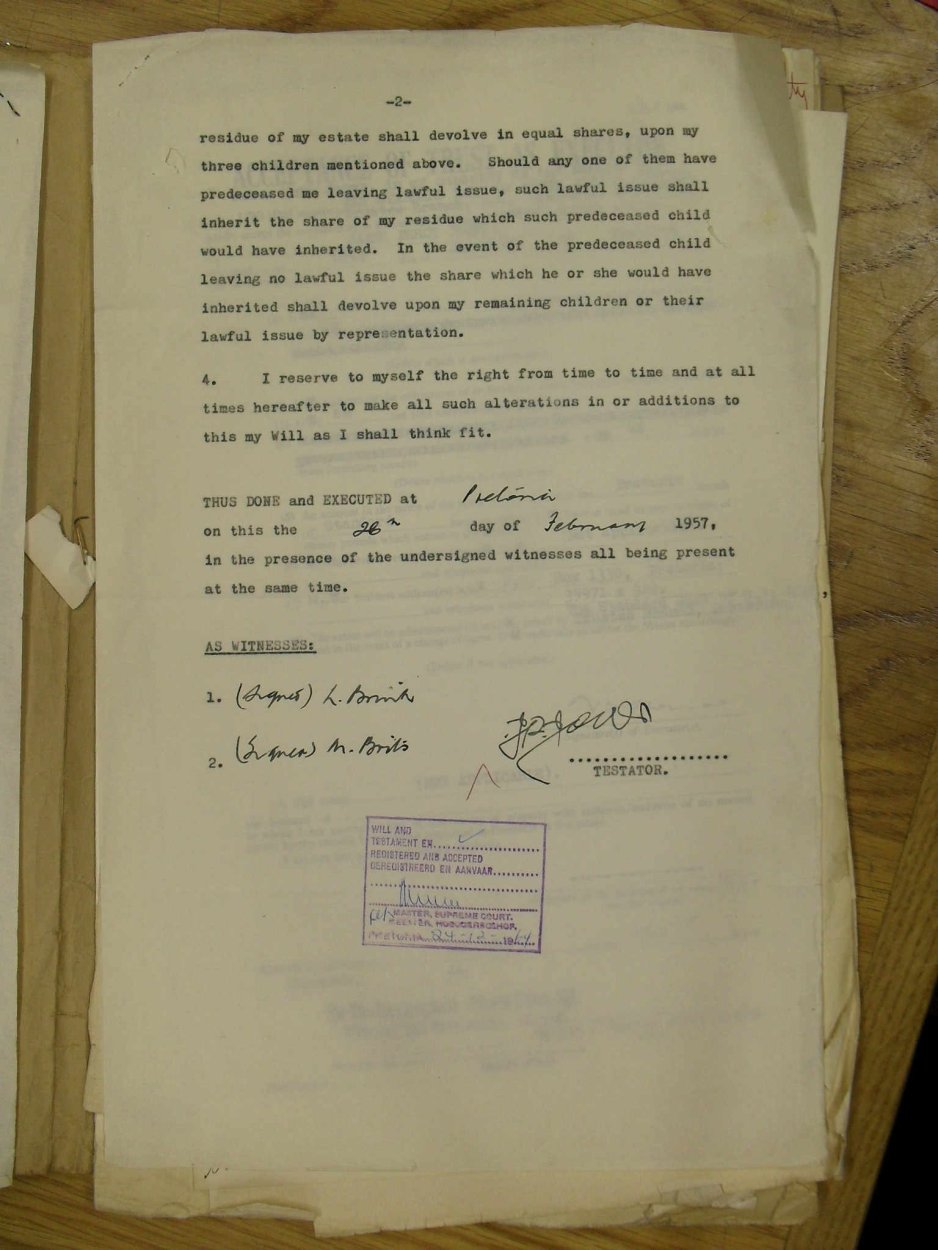 -2-
residue of my estate shall devolve in equal shares, upon my
three children mentioned above. Should any one of them have
predeceased me leaving lawful issue, such lawful issue shall
inherit the share of my residue which such predeceased child
would have inherited. In the event of the predeceased child
leaving no lawful issue the share which he or she would have
inherited shall devolve upon my remaining children or their
lawful issue by representation.
4. I reserve to myself the right from time to time and at all
times hereafter to make all such alterations in or additions to
this my Will as I shall think fit.
THUS DONE and EXECUTED at Pretoria
on this the 26th day of February 1957,
in the presence of the undersigned witnesses all being present
at the same time.
AS WITNESSES:
1. (Signed) L. Brink
2. (Signed) M. Brits
TESTATOR.
WILL AND
TESTAMENT EN
REGISTERED AND ACCEPTED
GEREGISTREERD EN AANVAAR
MASTER, SUPREME COURT.
MEESTER, HOOGGEREGSHOF.
PRETORIA 24-12-1964